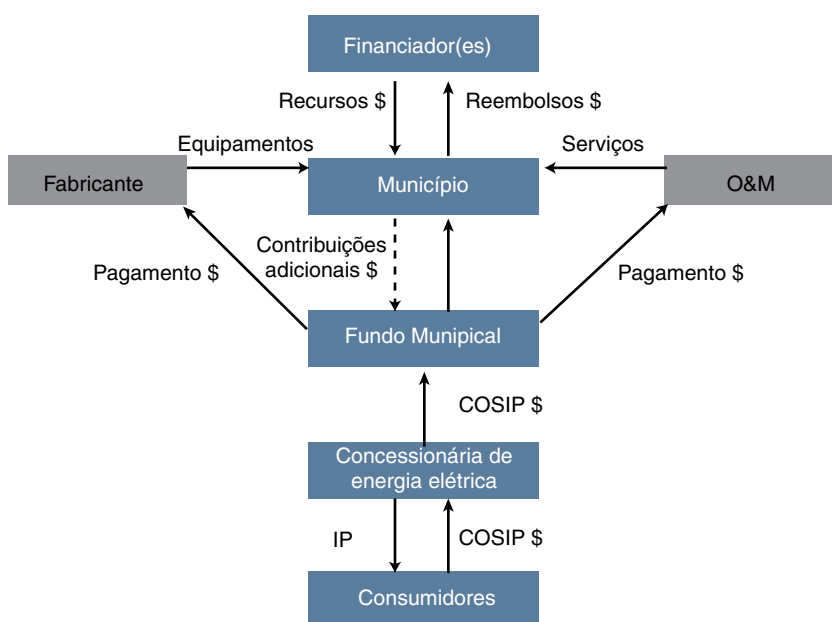 Financiador(es)
Recursos $
Reembolsos $
Equipamentos
Serviços
Fabricante
Município
O&M
Contribuições
adicionais $
Pagamento $
Pagamento $
Fundo Munipical
COSIP $
Concessionária de
energia elétrica
IP
COSIP $
Consumidores